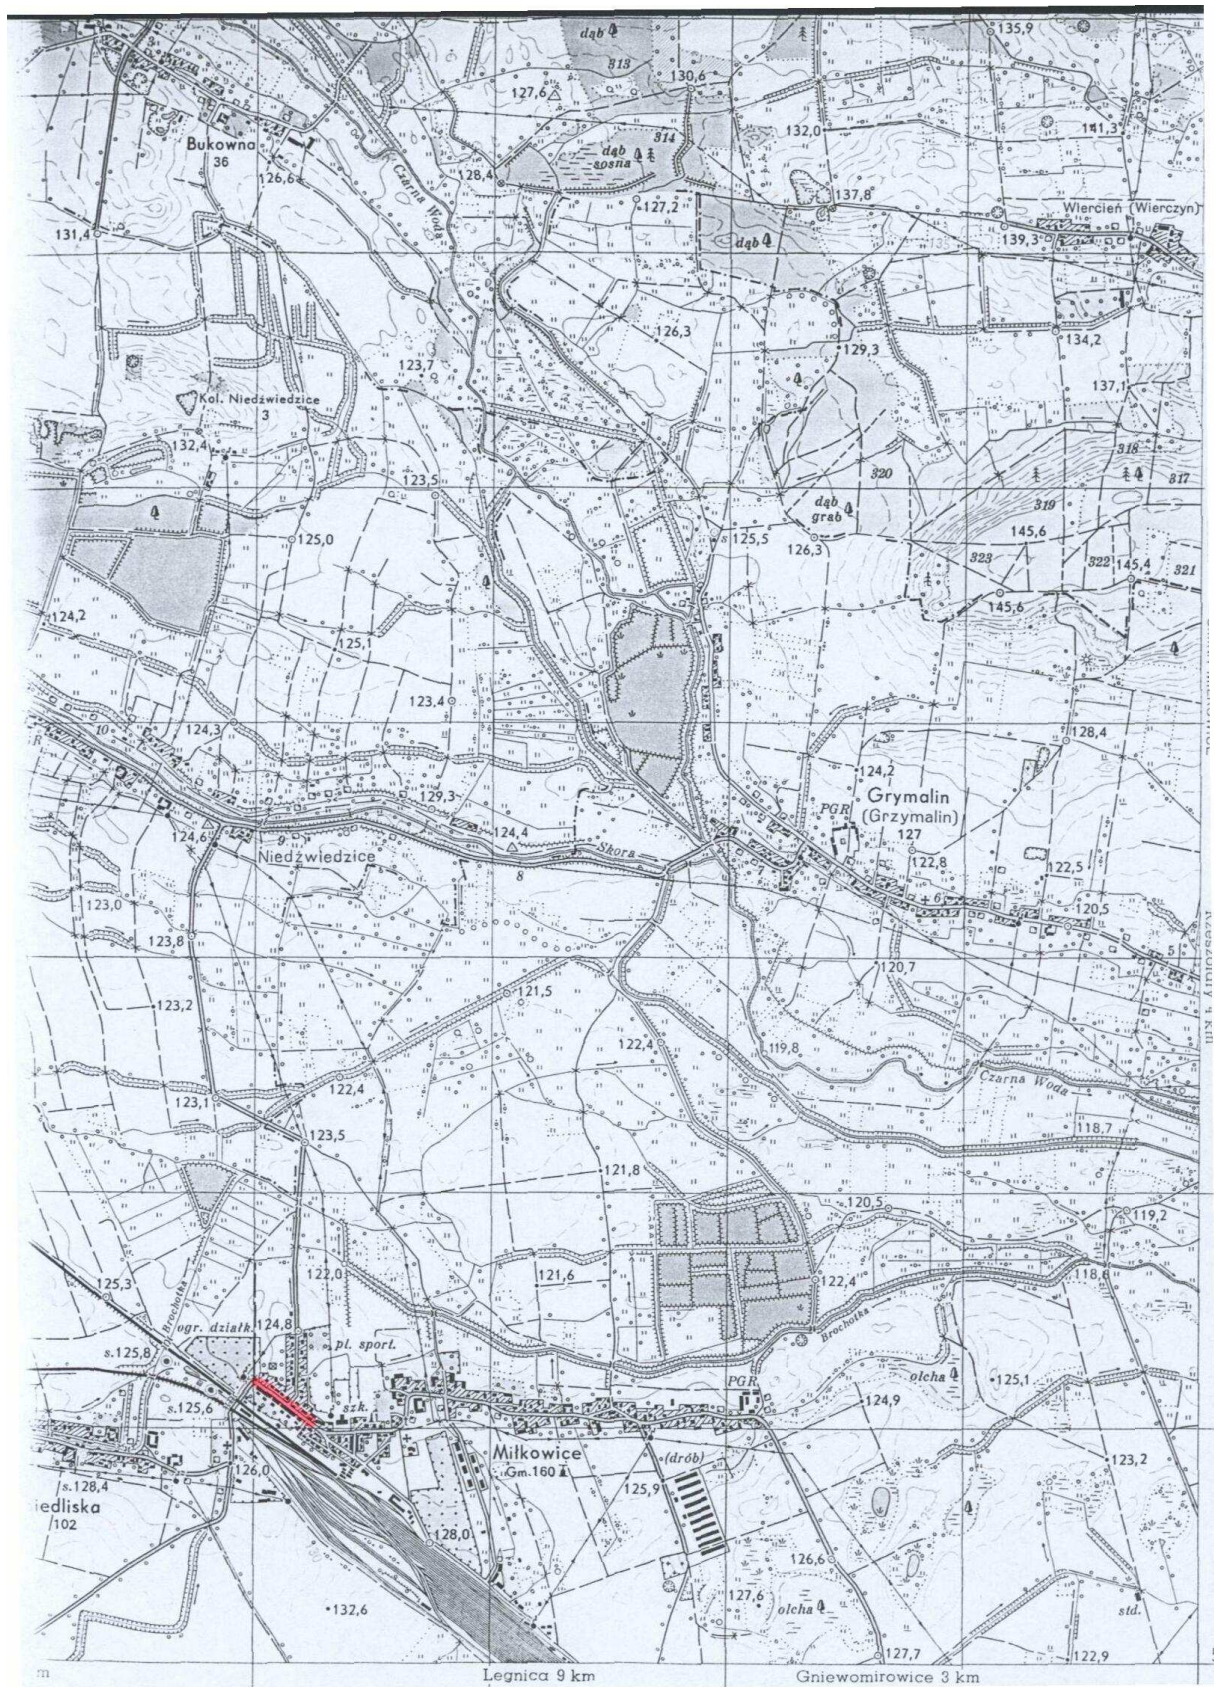 dąb
135,9
313
130,6
127,6
Bukowna
36
126,6
Czarna Woda
314
dąb
sosna
132,0
141,3
128,4
127,2
137,8
Wiercień (Wierczyn)
131,4
dąb
139,3
126,3
129,3
134,2
123,7
137,1
Kol. Niedźwiedzice
3
132,4
318
320
317
123,5
dąb
grab
319
125,0
125,5
126,3
145,6
323
322
145,4
321
145,6
124,2
125,1
123,4
10
124,3
128,4
129,3
124,2
Grymalin
(Grzymalin)
127
PGR
124,6
9
124,4
Skora
Niedźwiedzice
8
7
122,8
122,5
123,0
6
120,5
123,8
5
120,7
123,2
121,5
122,4
119,8
Czarna Woda
122,4
123,1
123,5
118,7
121,8
120,5
119,2
125,3
Brochotka
122,0
121,6
122,4
118,6
ogr. działk.
124,8
s.125,8
pl. sport.
Brochotka
PGR
olcha
125,1
s.125,6
szk.
124,9
Miłkowice
Gm.160
(drób)
126,0
s.128,4
iedliska
102
125,9
123,2
128,0
126,6
132,6
127,6
olcha
std.
127,7
122,9
m
Legnica 9 km
Gniewomirowice 3 km